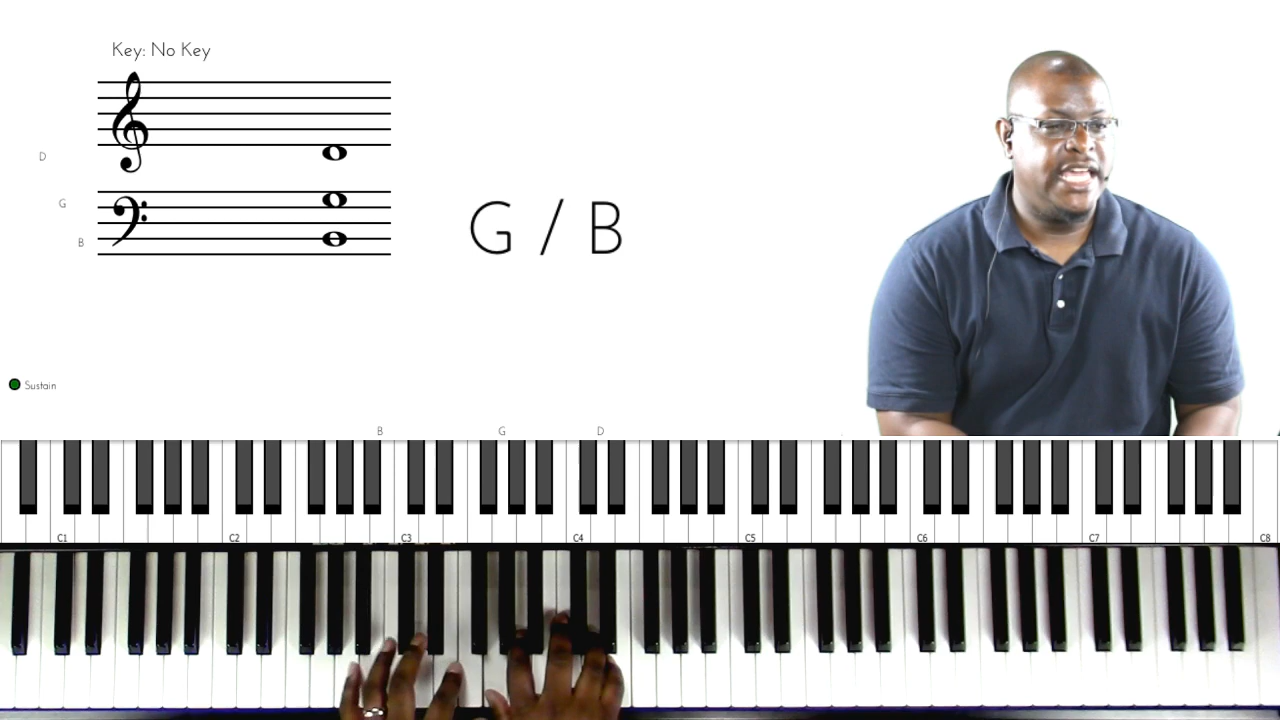 Key: No Key
D
G
B
G / B
Sustain
B G D
C1 C2 C3 C4 C5 C6 C7 C8